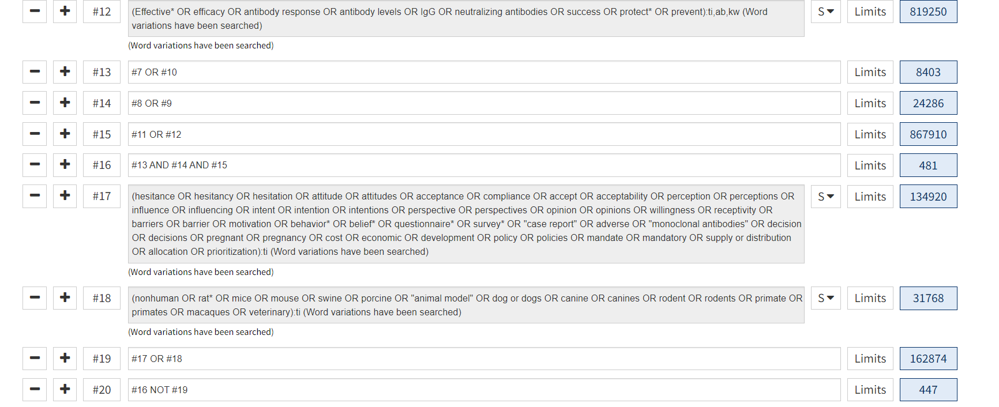 #12 (Effective* OR efficacy OR antibody response OR antibody levels OR IgG OR neutralizing antibodies OR success OR protect* OR prevent):ti,ab,kw (Word S Limits 819250
variations have been searched)
(Word variations have been searched)
#13 #7 OR #10 Limits 8403
#14 #8 OR #9 Limits 24286
#15 #11 OR #12 Limits 867910
#16 #13 AND #14 AND #15 Limits 481
#17 (hesitance OR hesitancy OR hesitation OR attitude OR attitudes OR acceptance OR compliance OR accept OR acceptability OR perception OR perceptions OR S Limits 134920
influence OR influencing OR intent OR intention OR intentions OR perspective OR perspectives OR opinion OR opinions OR willingness OR receptivity OR
barriers OR barrier OR motivation OR behavior* OR belief* OR questionnaire* OR survey* OR "case report" OR adverse OR "monoclonal antibodies" OR decision
OR decisions OR pregnant OR pregnancy OR cost OR economic OR development OR policy OR policies OR mandate OR mandatory OR supply or distribution
OR allocation OR prioritization):ti (Word variations have been searched)
(Word variations have been searched)
#18 (nonhuman OR rat* OR mice OR mouse OR swine OR porcine OR "animal model" OR dog or dogs OR canine OR canines OR rodent OR rodents OR primate OR S Limits 31768
primates OR macaques OR veterinary):ti (Word variations have been searched)
(Word variations have been searched)
#19 #17 OR #18 Limits 162874
#20 #16 NOT #19 Limits 447